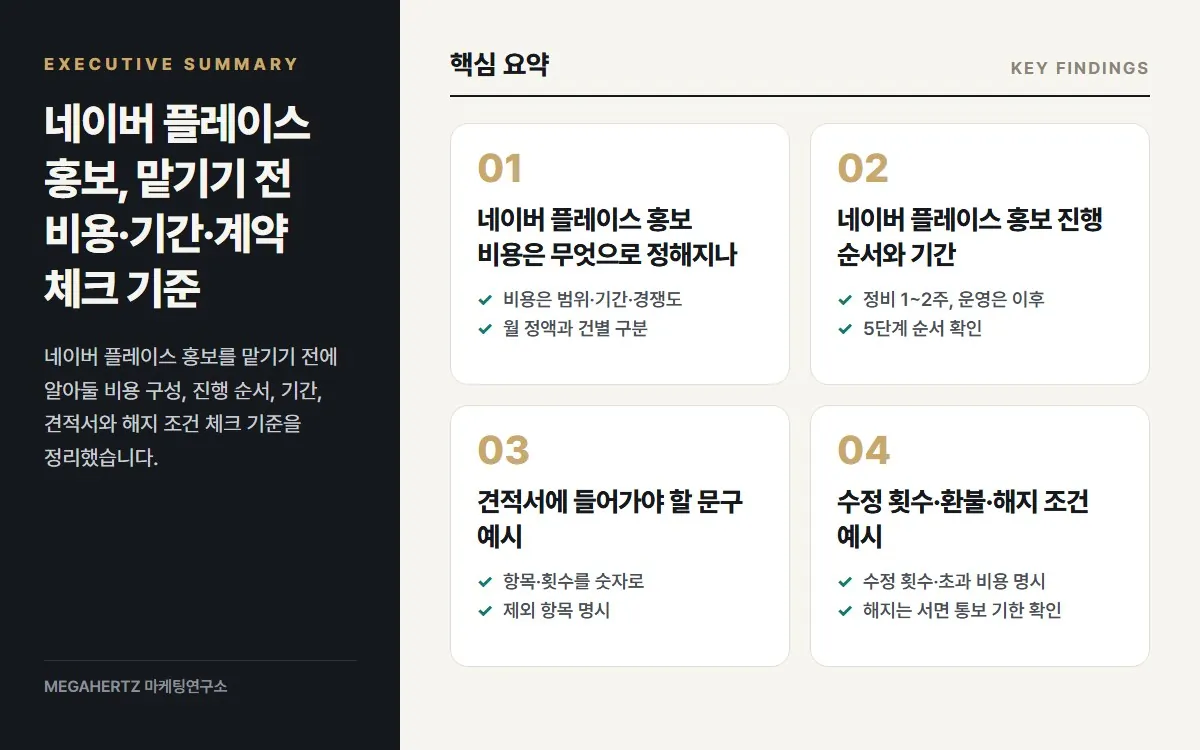 EXECUTIVE SUMMARY
네이버 플레이스
홍보, 맡기기 전
비용·기간·계약
체크 기준
네이버 플레이스 홍보를 맡기기 전에
알아둘 비용 구성, 진행 순서, 기간,
견적서와 해지 조건 체크 기준을
정리했습니다.
MEGAHERTZ 마케팅연구소
핵심 요약
KEY FINDINGS
01
네이버 플레이스 홍보
비용은 무엇으로 정해지나
✓ 비용은 범위·기간·경쟁도
✓ 월 정액과 건별 구분
02
네이버 플레이스 홍보 진행
순서와 기간
✓ 정비 1~2주, 운영은 이후
✓ 5단계 순서 확인
03
견적서에 들어가야 할 문구
예시
✓ 항목·횟수를 숫자로
✓ 제외 항목 명시
04
수정 횟수·환불·해지 조건
예시
✓ 수정 횟수·초과 비용 명시
✓ 해지는 서면 통보 기한 확인